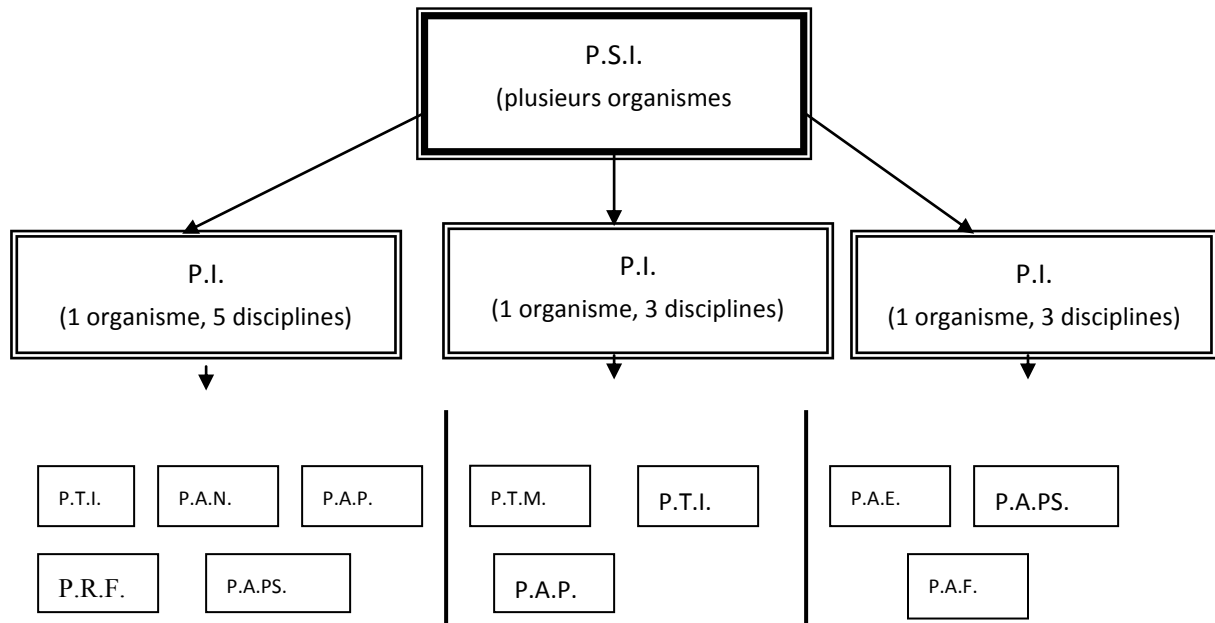 P.S.I.
(plusieurs organismes
P.I.
(1 organisme, 5 disciplines)
P.I.
(1 organisme, 3 disciplines)
P.I.
(1 organisme, 3 disciplines)
P.T.I.
P.A.N.
P.A.P.
P.R.F.
P.A.PS.
P.T.M.
P.T.I.
P.A.P.
P.A.E.
P.A.PS.
P.A.F.